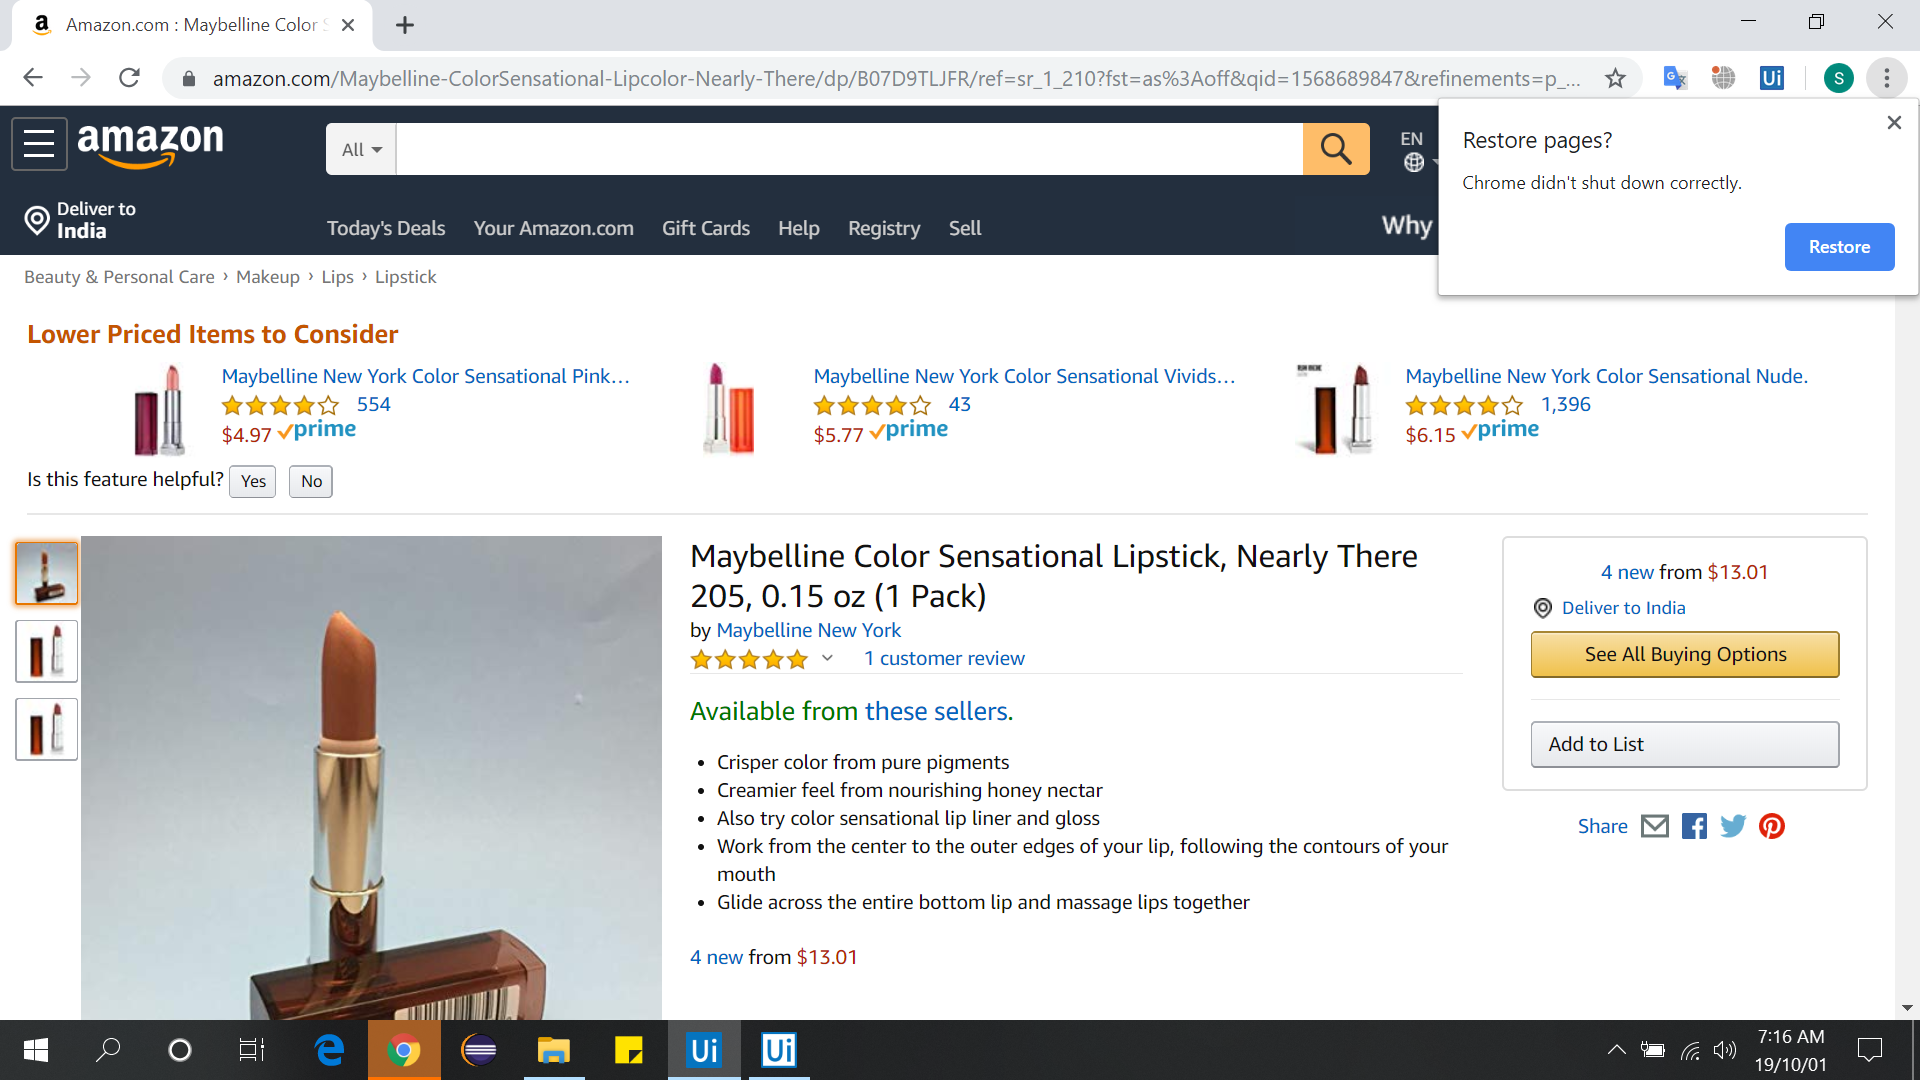 Amazon.com : Maybelline Color S
amazon.com/Maybelline-ColorSensational-Lipcolor-Nearly-There/dp/B07D9TLJFR/ref=sr_1_210?fst=as%3Aoff&qid=1568689847&refinements=p_...
Ui
S
Restore pages?
Chrome didn't shut down correctly.
Restore
amazon
All
EN
Deliver to
India
Today's Deals
Your Amazon.com
Gift Cards
Help
Registry
Sell
Why
Beauty & Personal Care › Makeup › Lips › Lipstick
Lower Priced Items to Consider
Maybelline New York Color Sensational Pink…
554
$4.97 prime
Maybelline New York Color Sensational Vivids…
43
$5.77 prime
Maybelline New York Color Sensational Nude.
1,396
$6.15 prime
Is this feature helpful? Yes No
Maybelline Color Sensational Lipstick, Nearly There
205, 0.15 oz (1 Pack)
by Maybelline New York
1 customer review
Available from these sellers.
• Crisper color from pure pigments
• Creamier feel from nourishing honey nectar
• Also try color sensational lip liner and gloss
• Work from the center to the outer edges of your lip, following the contours of your
mouth
• Glide across the entire bottom lip and massage lips together
4 new from $13.01
4 new from $13.01
Deliver to India
See All Buying Options
Add to List
Share
Ui
Ui
7:16 AM
19/10/01